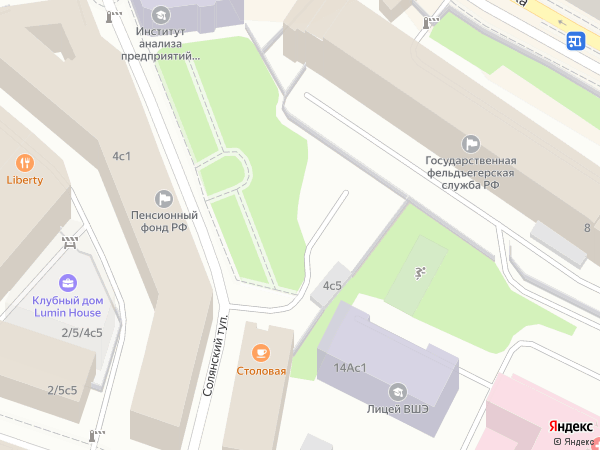 Институт
анализа
предприятий...
на
4с1
Государственная
фельдъегерская
служба РФ
Liberty
Пенсионный
фонд РФ
8
Клубный дом
Lumin House
4с5
2/5/4с5
Солянский туп.
Столовая
14Ас1
2/5с5
Лицей ВШЭ
Яндекс
© Яндекс